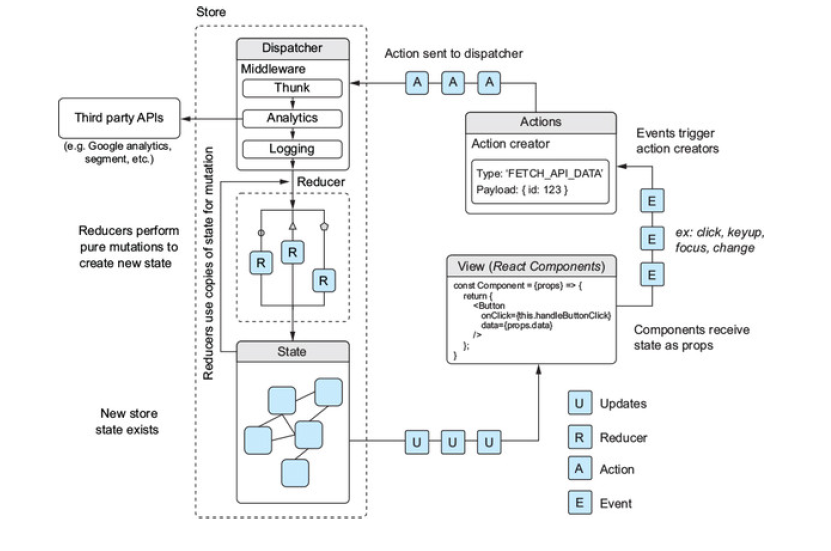 Store
Dispatcher
Middleware
Thunk
Analytics
Logging
Third party APIs
(e.g. Google analytics,
segment, etc.)
Action sent to dispatcher
A
A
A
Actions
Action creator
Type: 'FETCH_API_DATA'
Payload: { id: 123 }
Events trigger
action creators
E
E
E
ex: click, keyup,
focus, change
Reducer
Reducers use copies of state for mutation
Reducers perform
pure mutations to
create new state
R
R
R
View (React Components)
const Component = {props) => {
return {
<Button
onClick={this.handleButtonClick}
data={props.data}
/>
};
}
Components receive
state as props
State
New store
state exists
U
U
U
U Updates
R Reducer
A Action
E Event